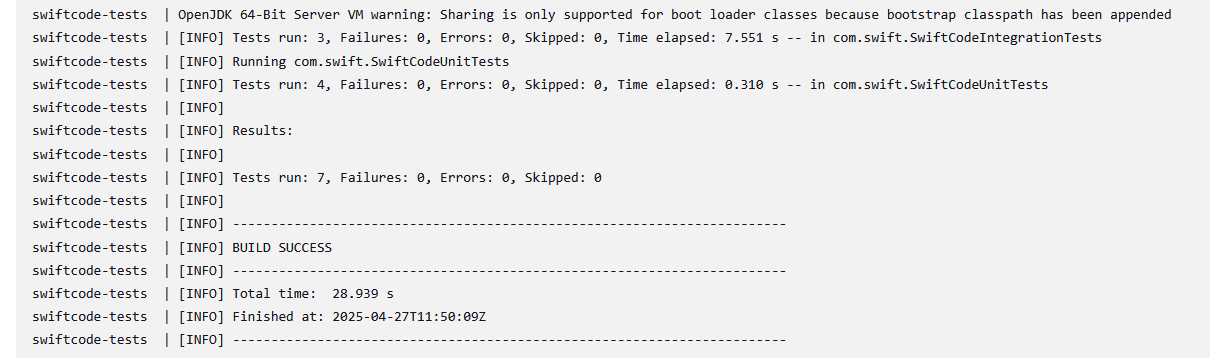 swiftcode-tests  | OpenJDK 64-Bit Server VM warning: Sharing is only supported for boot loader classes because bootstrap classpath has been appended
swiftcode-tests  | [INFO] Tests run: 3, Failures: 0, Errors: 0, Skipped: 0, Time elapsed: 7.551 s -- in com.swift.SwiftCodeIntegrationTests
swiftcode-tests  | [INFO] Running com.swift.SwiftCodeUnitTests
swiftcode-tests  | [INFO] Tests run: 4, Failures: 0, Errors: 0, Skipped: 0, Time elapsed: 0.310 s -- in com.swift.SwiftCodeUnitTests
swiftcode-tests  | [INFO]
swiftcode-tests  | [INFO] Results:
swiftcode-tests  | [INFO]
swiftcode-tests  | [INFO] Tests run: 7, Failures: 0, Errors: 0, Skipped: 0
swiftcode-tests  | [INFO]
swiftcode-tests  | [INFO] ------------------------------------------------------------------------
swiftcode-tests  | [INFO] BUILD SUCCESS
swiftcode-tests  | [INFO] ------------------------------------------------------------------------
swiftcode-tests  | [INFO] Total time:  28.939 s
swiftcode-tests  | [INFO] Finished at: 2025-04-27T11:50:09Z
swiftcode-tests  | [INFO] ------------------------------------------------------------------------